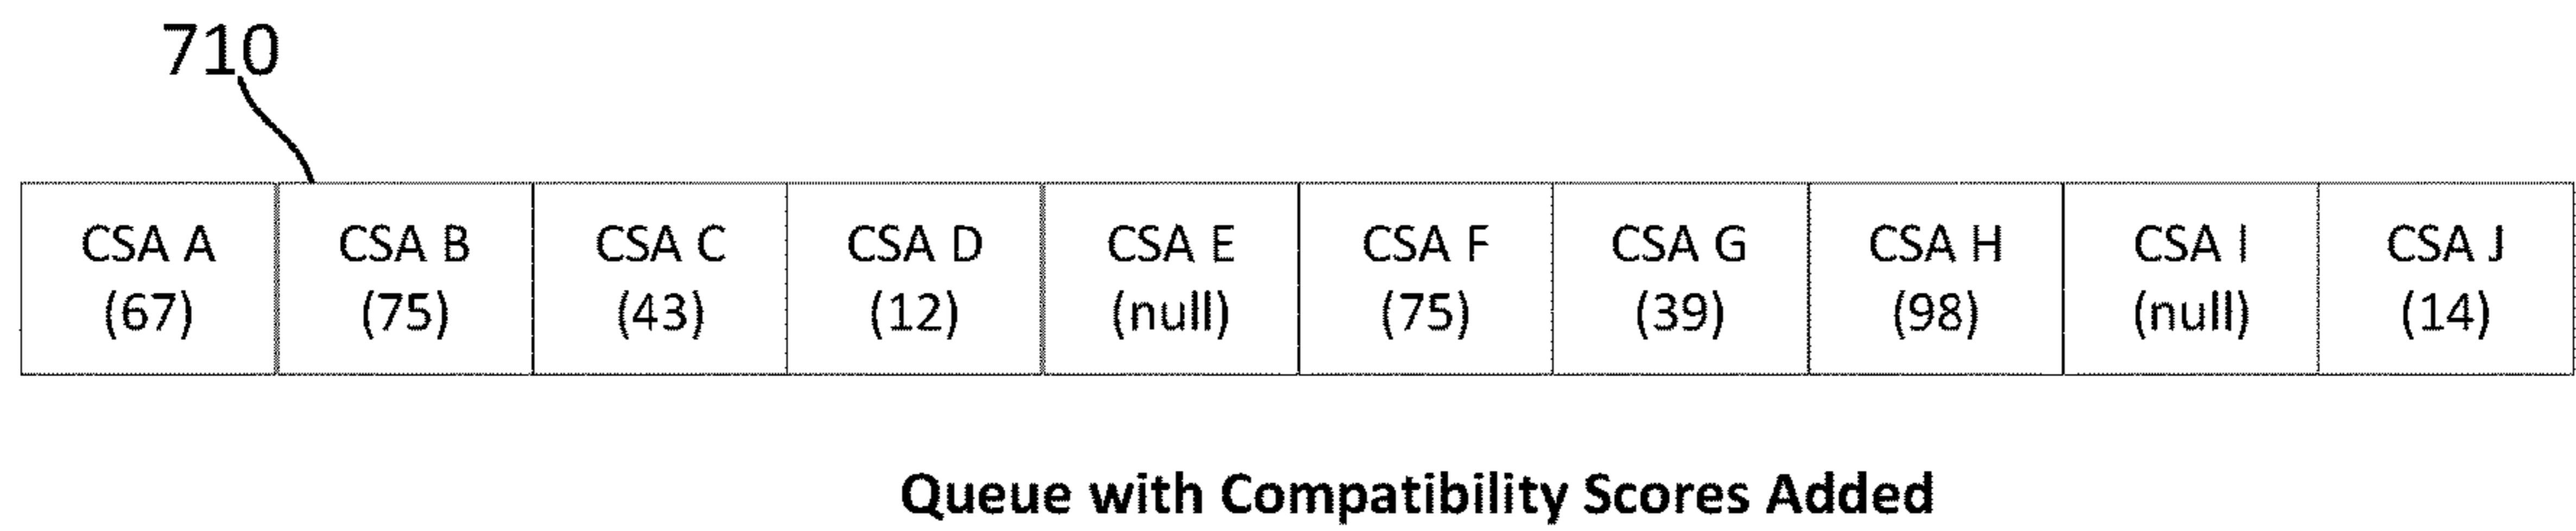 710
CSA A CSA B CSA C CSA D CSA E CSA F CSA G CSA H CSA I CSA J
(67) (75) (43) (12) (null) (75) (39) (98) (null) (14)
Queue with Compatibility Scores Added